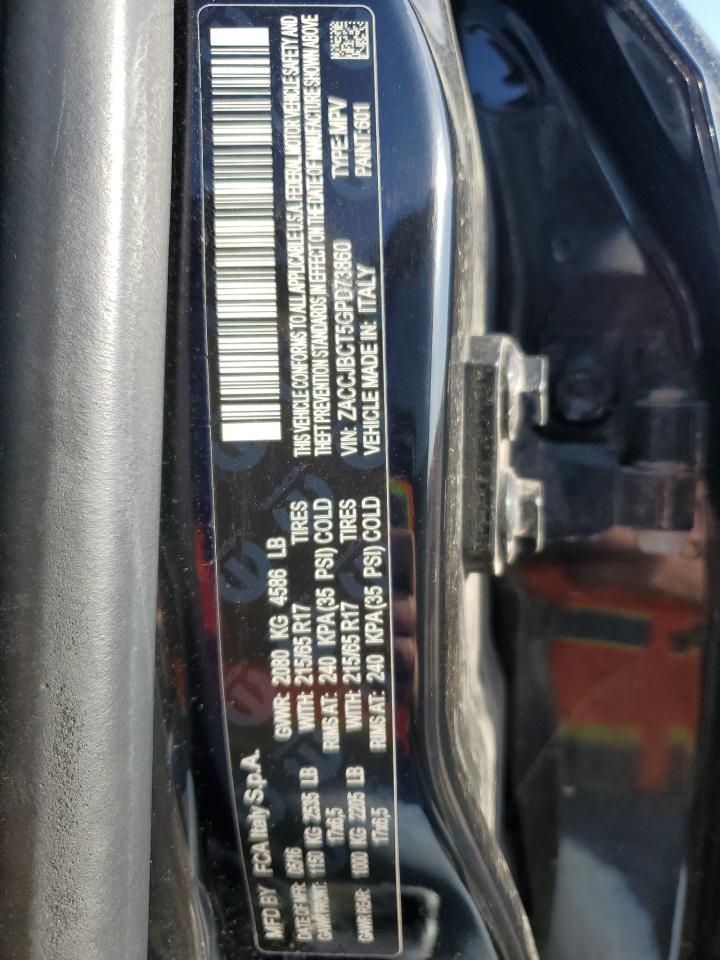 MFD BY FCA Italy S.p.A.
DATE OF MFR: 05/16 GVWR: 2080 KG 4586 LB
GAWR FRONT: 1150 KG 2535 LB WITH: 215/65 R17 TIRES
17x6,5 RIMS AT: 240 KPA(35 PSI) COLD
GAWR REAR: 1000 KG 2205 LB WITH: 215/65 R17 TIRES
17x6,5 RIMS AT: 240 KPA(35 PSI) COLD
THIS VEHICLE CONFORMS TO ALL APPLICABLE U.S.A. FEDERAL MOTOR VEHICLE SAFETY AND
THEFT PREVENTION STANDARDS IN EFFECT ON THE DATE OF MANUFACTURE SHOWN ABOVE
VIN: ZACCJBCT5GPD73860 TYPE: MPV
VEHICLE MADE IN: ITALY PAINT: 601